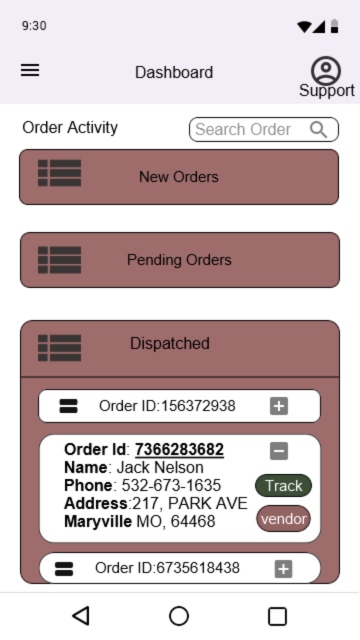 9:30
Dashboard
Support
Order Activity
Search Order
New Orders
Pending Orders
Dispatched
Order ID:156372938
Order Id: 7366283682
Name: Jack Nelson
Phone: 532-673-1635
Track
Address:217, PARK AVE
Maryville MO, 64468
vendor
Order ID:6735618438